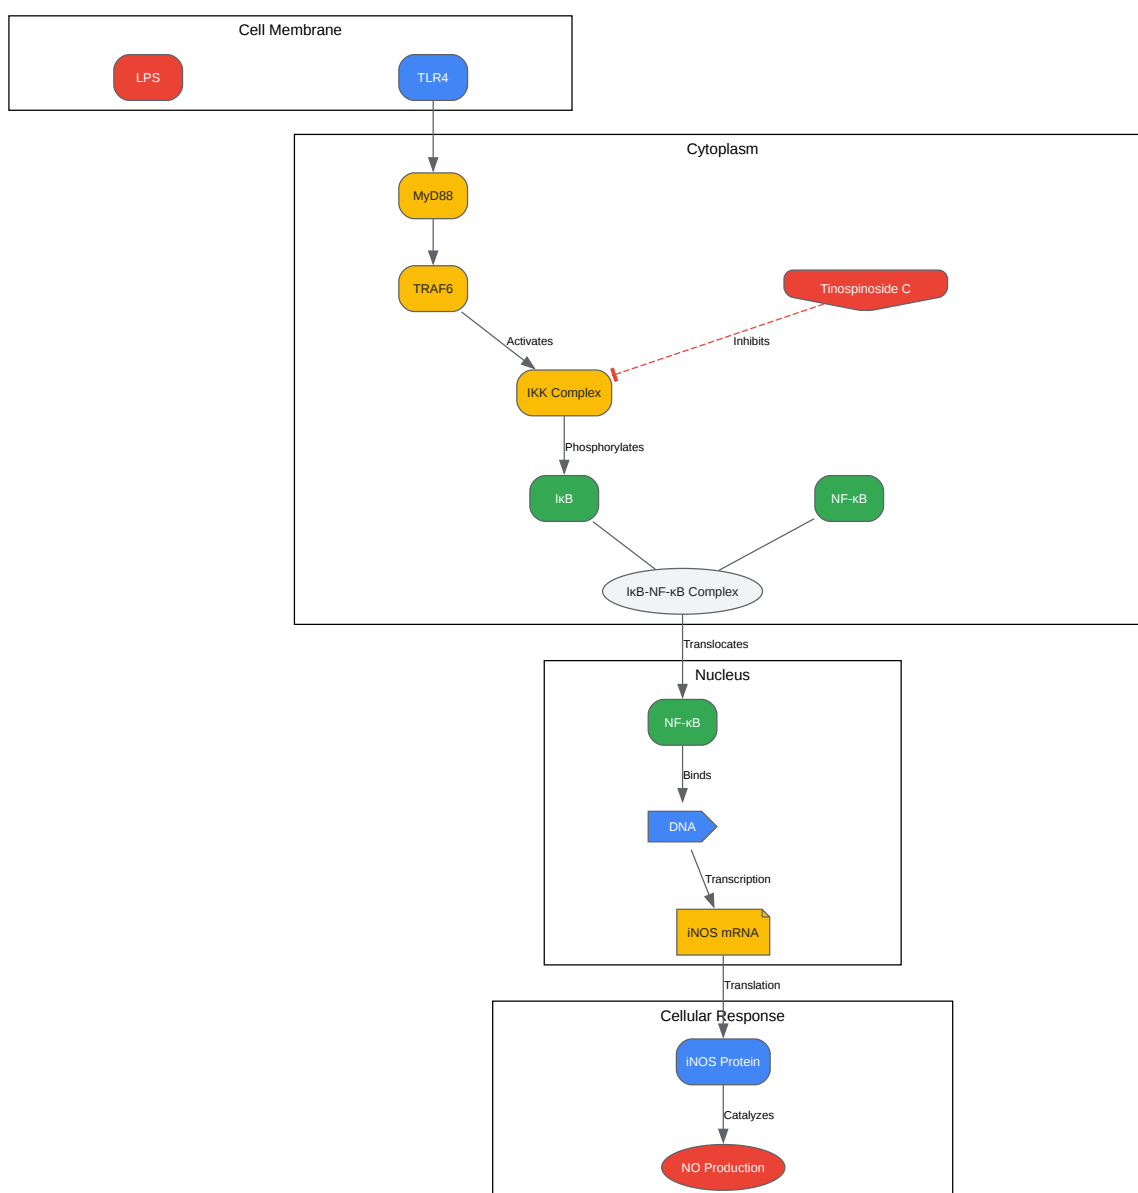 Cell Membrane
LPS
TLR4
Cytoplasm
MyD88
TRAF6
Tinospinoside C
Activates
Inhibits
IKK Complex
Phosphorylates
IκB
NF-κB
IκB-NF-κB Complex
Translocates
Nucleus
NF-κB
Binds
DNA
Transcription
iNOS mRNA
Translation
Cellular Response
iNOS Protein
Catalyzes
NO Production